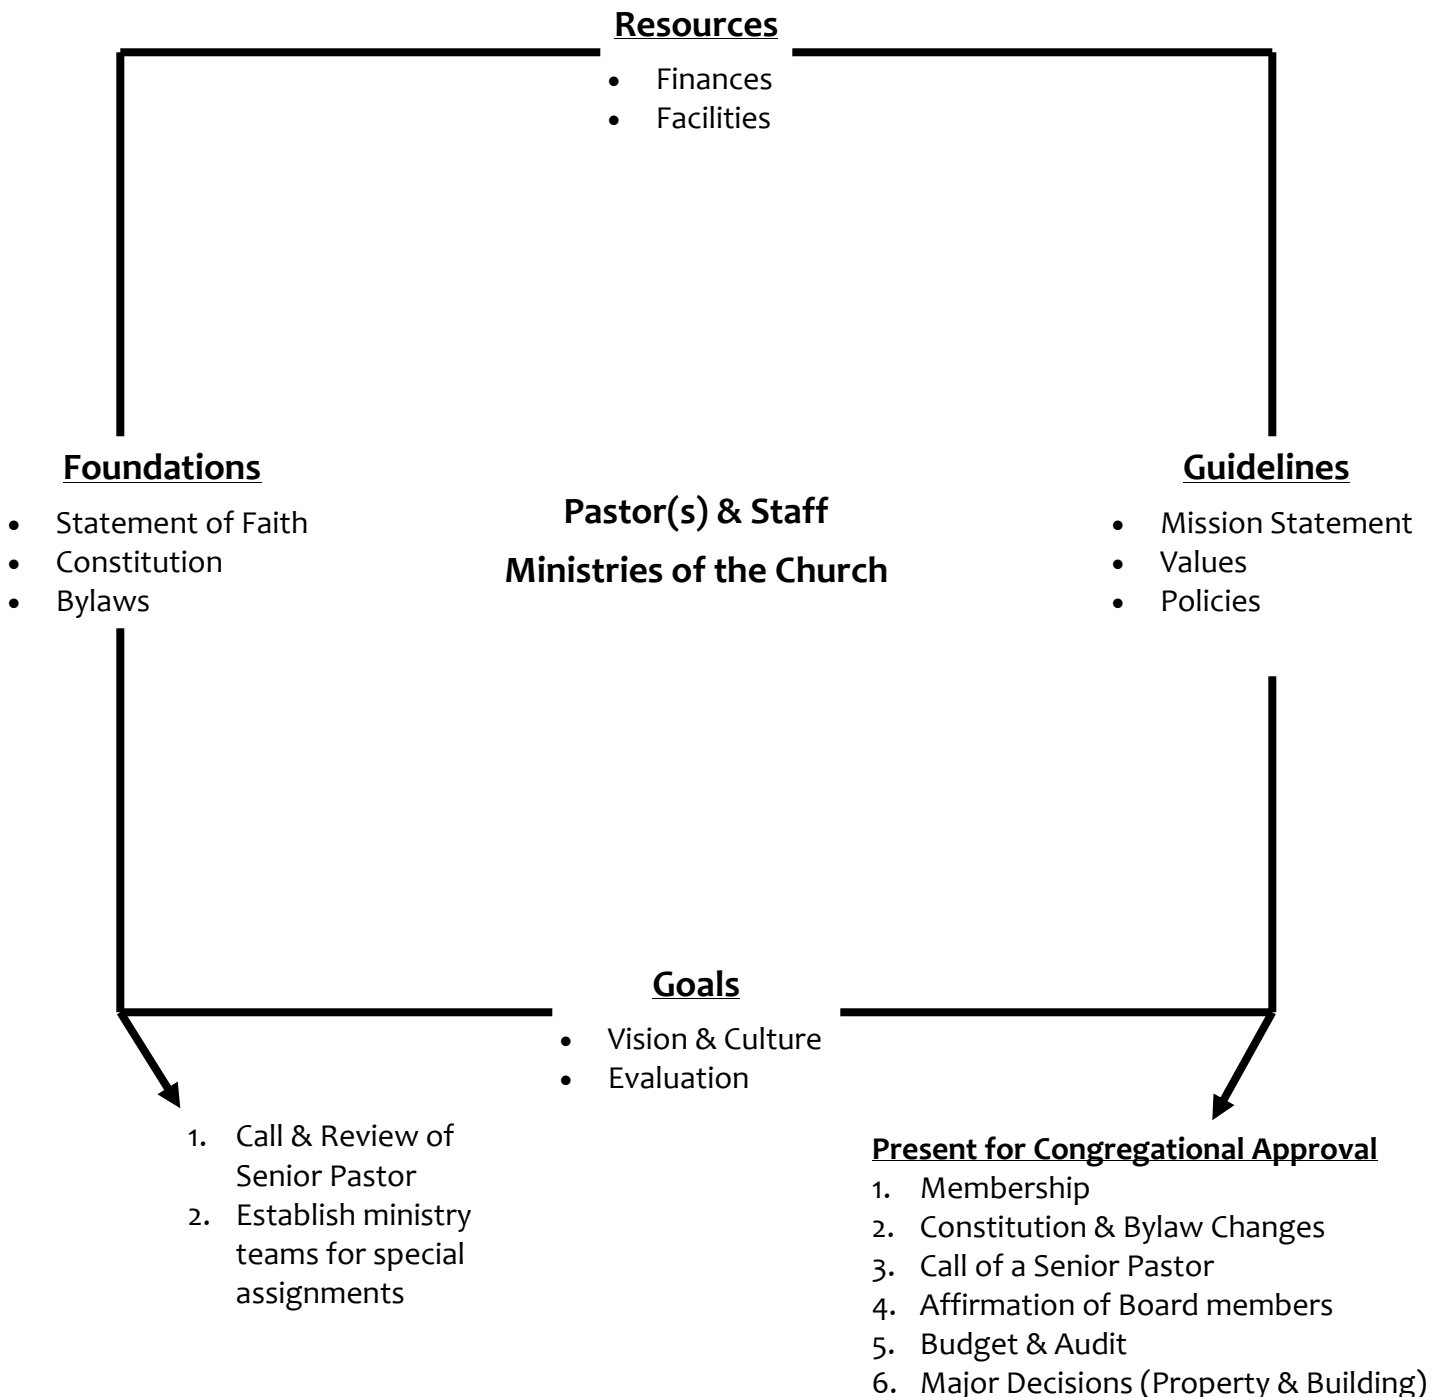 Resources
• Finances
• Facilities
Foundations
• Statement of Faith
• Constitution
• Bylaws
Pastor(s) & Staff
Ministries of the Church
Guidelines
• Mission Statement
• Values
• Policies
Goals
• Vision & Culture
• Evaluation
1. Call & Review of
Senior Pastor
2. Establish ministry
teams for special
assignments
Present for Congregational Approval
1. Membership
2. Constitution & Bylaw Changes
3. Call of a Senior Pastor
4. Affirmation of Board members
5. Budget & Audit
6. Major Decisions (Property & Building)